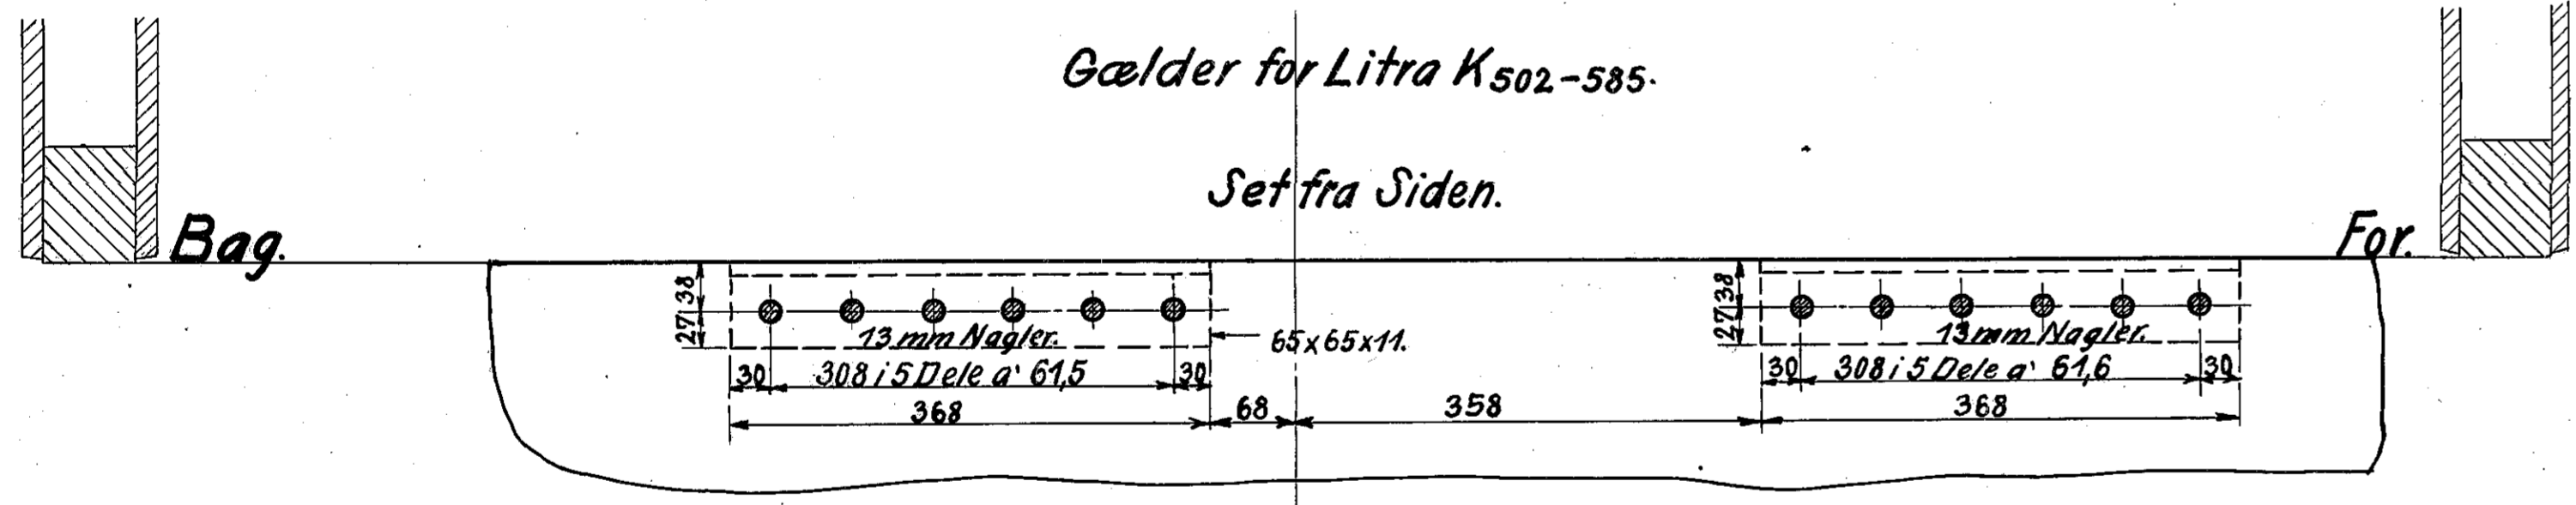 Gælder for Litra K502-585.
Set fra Siden.
Bag.
For.
38
27
13 mm Nagler.
65x65x11.
30
308 i 5 Dele a' 61,5
30
368
68
358
38
27
13 mm Nagler.
30
308 i 5 Dele a' 61,6
30
368